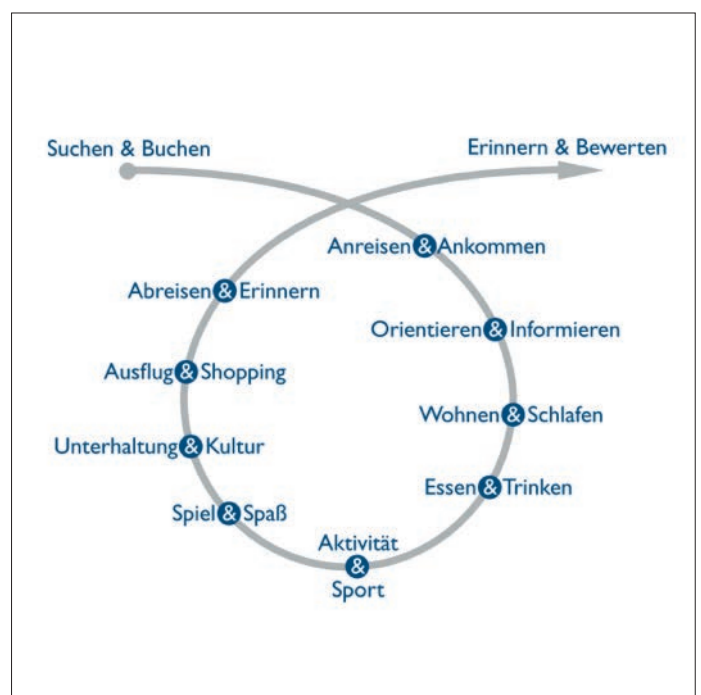 Suchen & Buchen
Erinnern & Bewerten
Anreisen & Ankommen
Abreisen & Erinnern
Orientieren & Informieren
Ausflug & Shopping
Wohnen & Schlafen
Unterhaltung & Kultur
Essen & Trinken
Spiel & Spaß
Aktivität
&
Sport